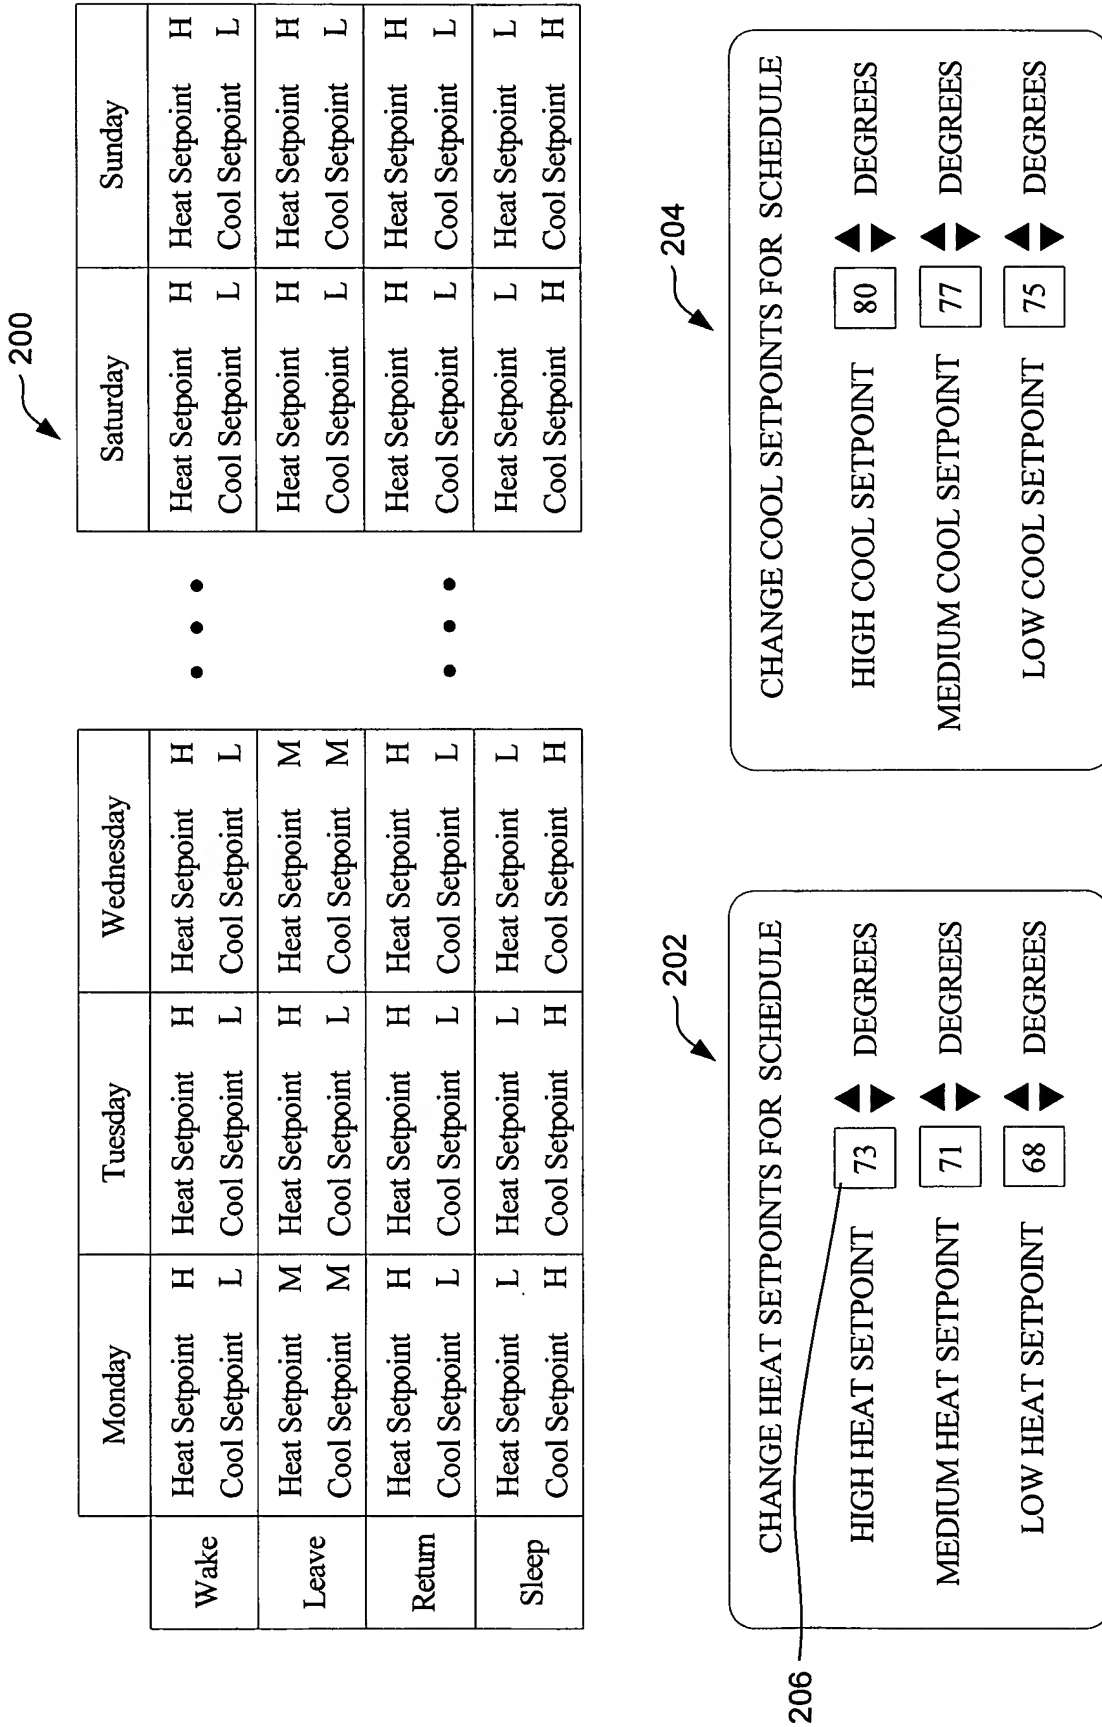 200
Monday Tuesday Wednesday Saturday Sunday
Wake Heat Setpoint H Heat Setpoint H Heat Setpoint H Heat Setpoint H Heat Setpoint H
Cool Setpoint L Cool Setpoint L Cool Setpoint L Cool Setpoint L Cool Setpoint L
Leave Heat Setpoint M Heat Setpoint H Heat Setpoint M Heat Setpoint H Heat Setpoint H
Cool Setpoint M Cool Setpoint L Cool Setpoint M Cool Setpoint L Cool Setpoint L
Return Heat Setpoint H Heat Setpoint H Heat Setpoint H Heat Setpoint H Heat Setpoint H
Cool Setpoint L Cool Setpoint L Cool Setpoint L Cool Setpoint L Cool Setpoint L
Sleep Heat Setpoint L Heat Setpoint L Heat Setpoint L Heat Setpoint L Heat Setpoint L
Cool Setpoint H Cool Setpoint H Cool Setpoint H Cool Setpoint H Cool Setpoint H
202
CHANGE HEAT SETPOINTS FOR SCHEDULE
HIGH HEAT SETPOINT 73 DEGREES
MEDIUM HEAT SETPOINT 71 DEGREES
LOW HEAT SETPOINT 68 DEGREES
206
204
CHANGE COOL SETPOINTS FOR SCHEDULE
HIGH COOL SETPOINT 80 DEGREES
MEDIUM COOL SETPOINT 77 DEGREES
LOW COOL SETPOINT 75 DEGREES